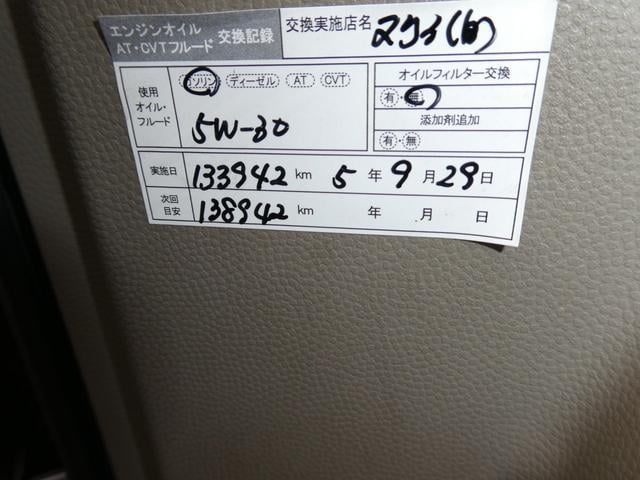 エンジンオイル
AT・CVTフルード
交換記録
交換実施店名
使用
オイル・
フルード
ガソリン ディーゼル AT CVT
5W-30
オイルフィルター交換
有・無
添加剤追加
有・無
実施日 133942 km 5 年 9 月 29 日
次回
目安 138942 km 年 月 日